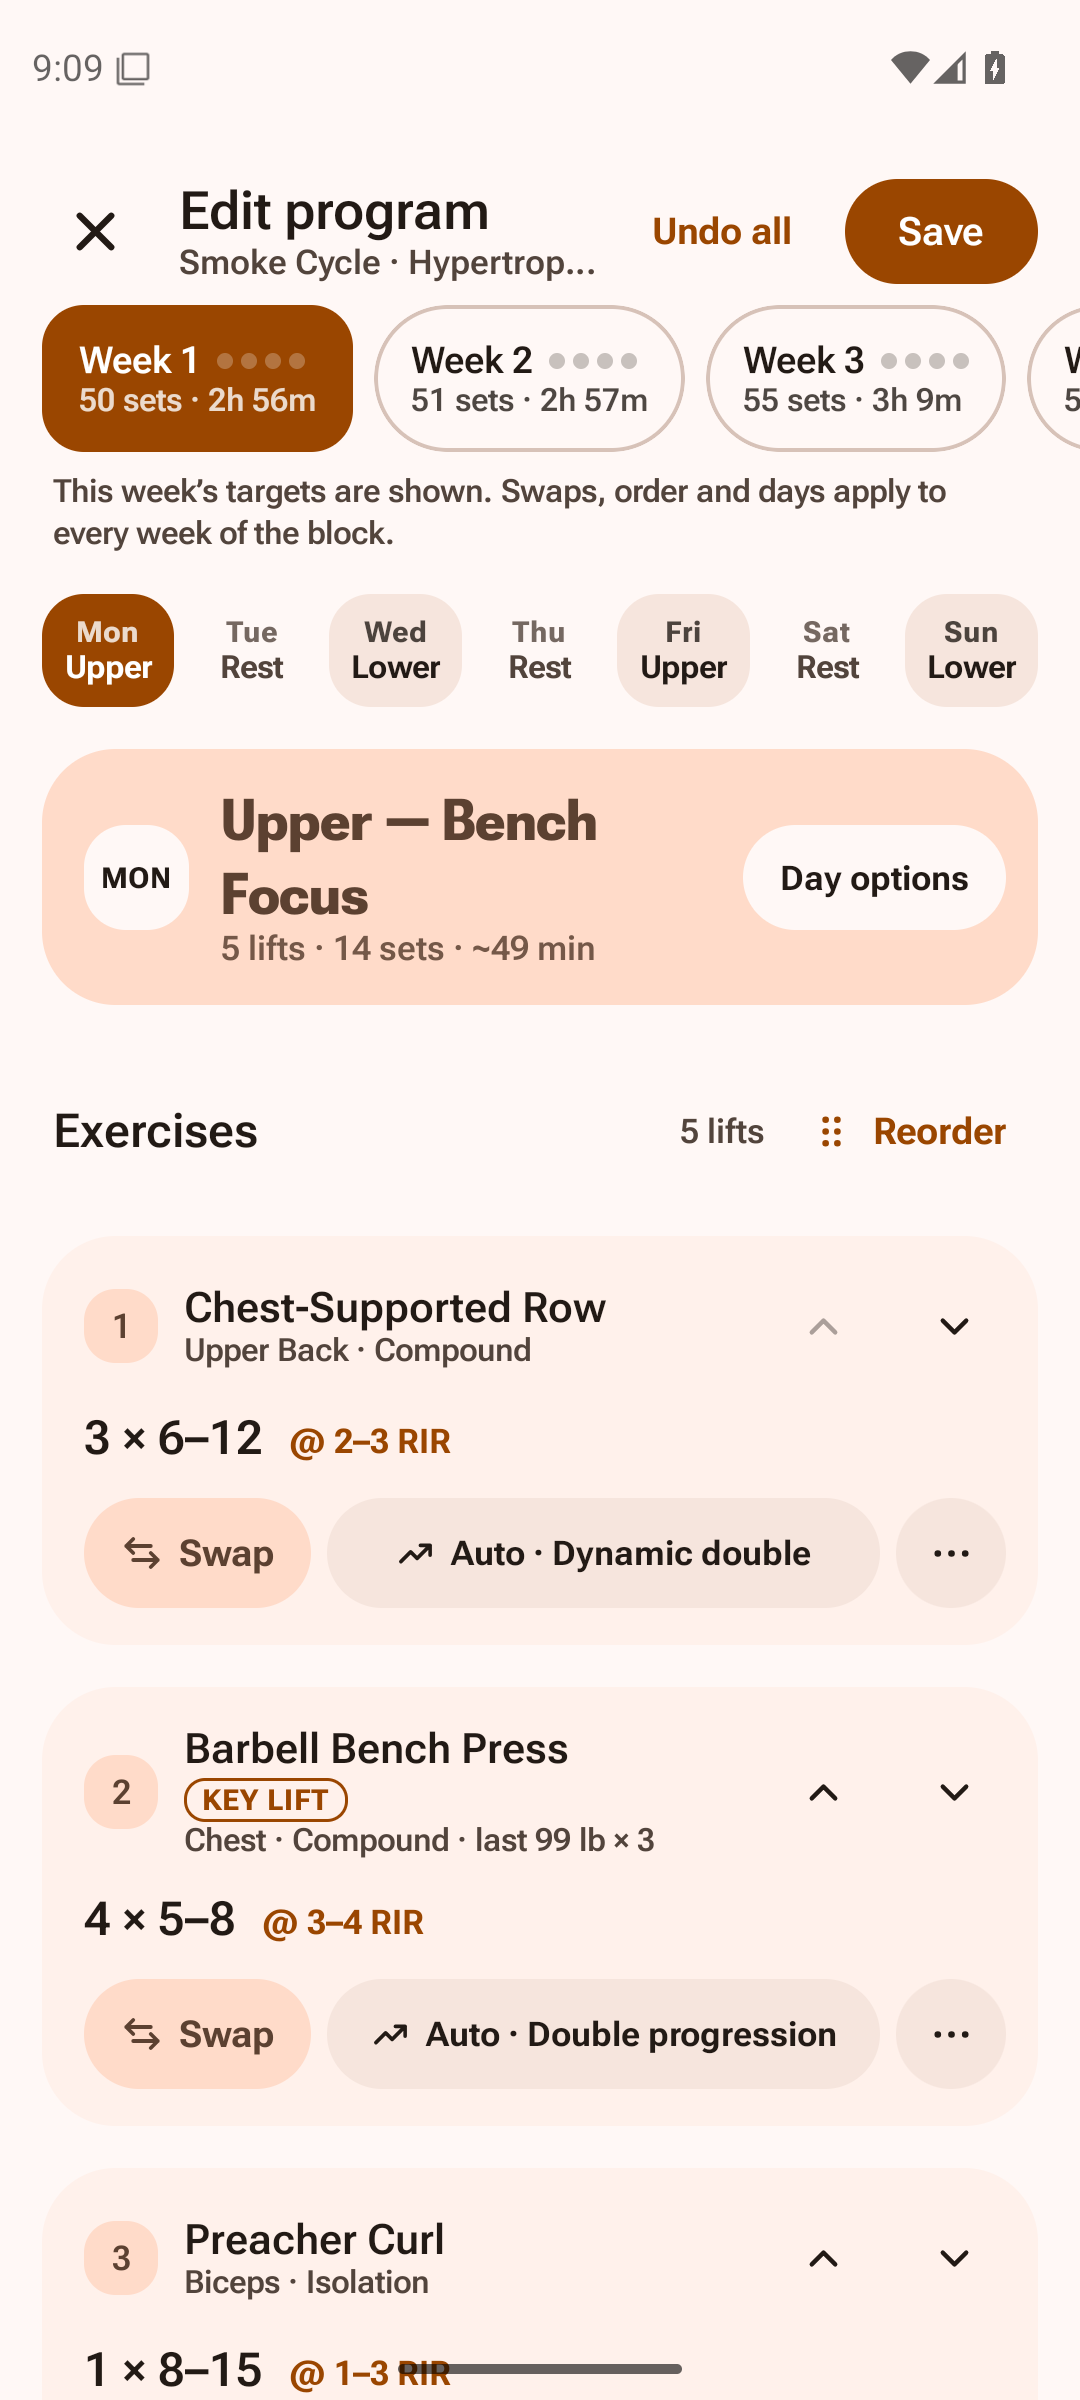 9:09
Edit program
Smoke Cycle · Hypertrop...
Undo all
Save
Week 1
50 sets · 2h 56m
Week 2
51 sets · 2h 57m
Week 3
55 sets · 3h 9m
This week’s targets are shown. Swaps, order and days apply to
every week of the block.
Mon
Upper
Tue
Rest
Wed
Lower
Thu
Rest
Fri
Upper
Sat
Rest
Sun
Lower
MON
Upper — Bench
Focus
5 lifts · 14 sets · ~49 min
Day options
Exercises
5 lifts
Reorder
1
Chest-Supported Row
Upper Back · Compound
3 × 6–12 @ 2–3 RIR
Swap
Auto · Dynamic double
2
Barbell Bench Press
KEY LIFT
Chest · Compound · last 99 lb × 3
4 × 5–8 @ 3–4 RIR
Swap
Auto · Double progression
3
Preacher Curl
Biceps · Isolation
1 × 8–15 @ 1–3 RIR